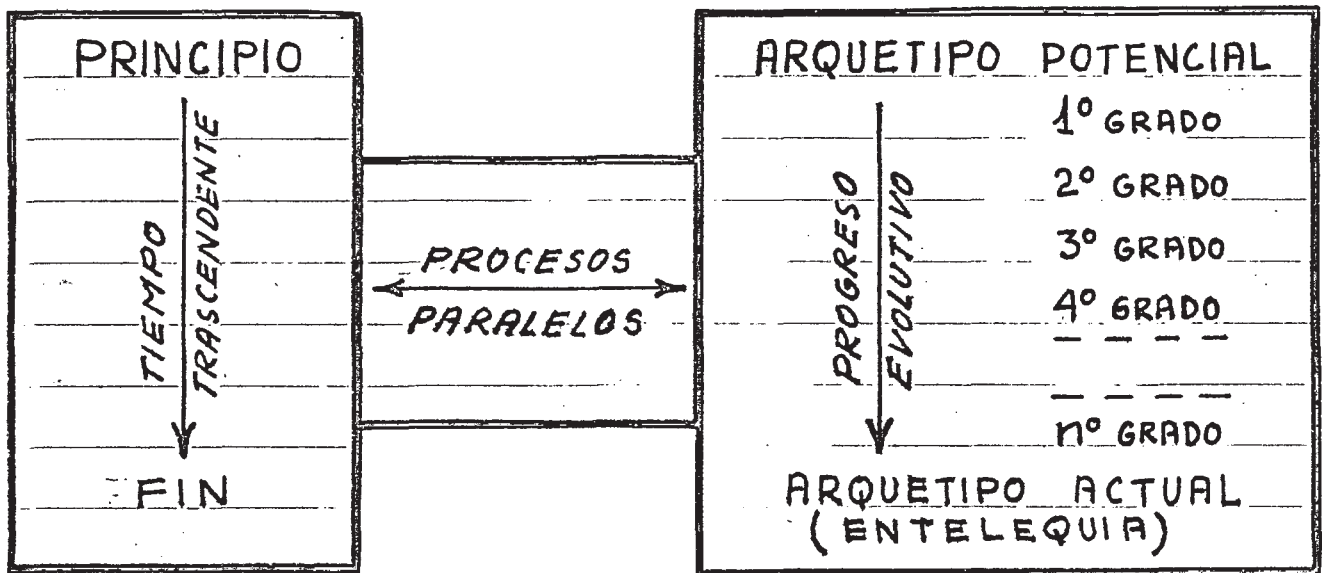 PRINCIPIO
TIEMPO
TRASCENDENTE
FIN
PROCESOS
PARALELOS
ARQUETIPO POTENCIAL
PROGRESO
EVOLUTIVO
1º GRADO
2º GRADO
3º GRADO
4º GRADO
nº GRADO
ARQUETIPO ACTUAL
(ENTELEQUIA)